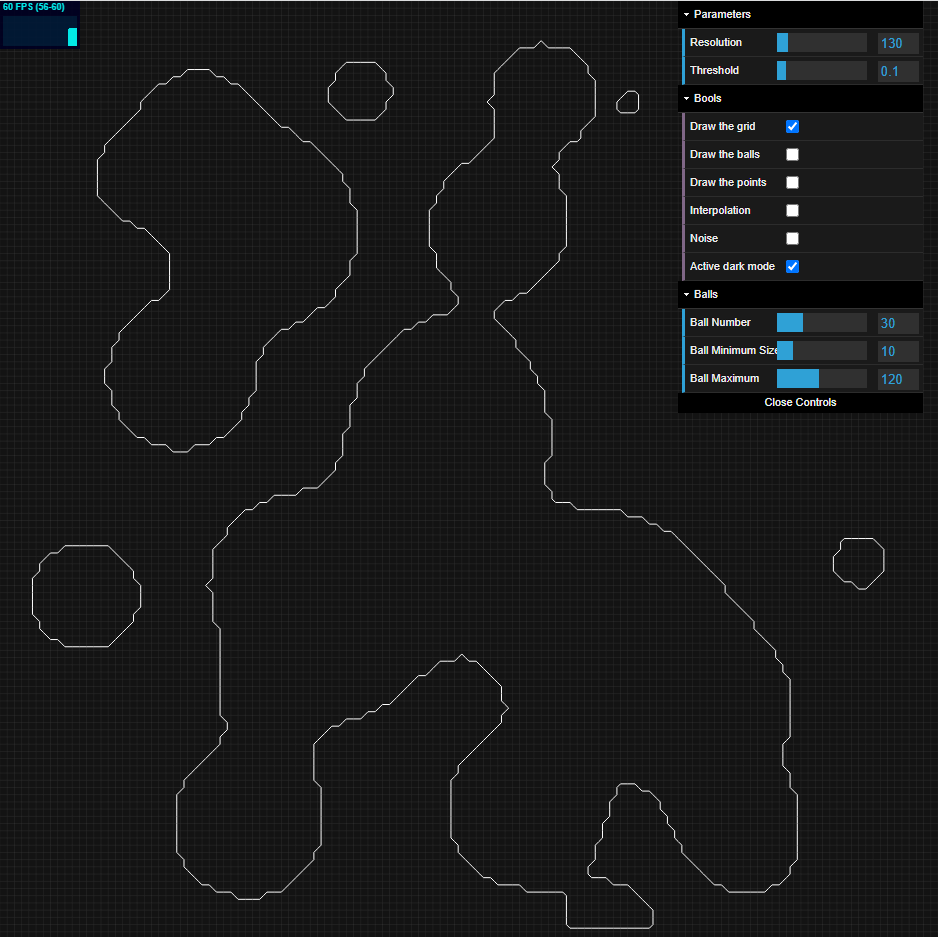 60 FPS (56-60)
Parameters
Resolution 130
Threshold 0.1
Bools
Draw the grid
Draw the balls
Draw the points
Interpolation
Noise
Active dark mode
Balls
Ball Number 30
Ball Minimum Size 10
Ball Maximum 120
Close Controls